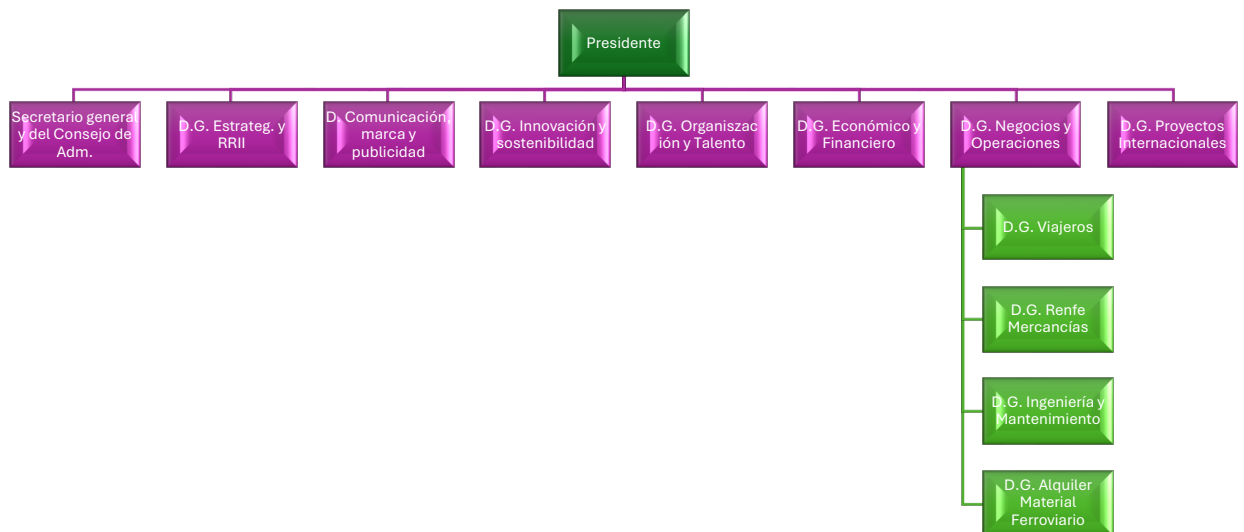 Presidente
Secretario general
y del Consejo de
Adm.
D.G. Estrateg. y
RRII
D. Comunicación,
marca y
publicidad
D.G. Innovación y
sostenibilidad
D.G. Organiszac
ión y Talento
D.G. Económico y
Financiero
D.G. Negocios y
Operaciones
D.G. Proyectos
Internacionales
D.G. Viajeros
D.G. Renfe
Mercancías
D.G. Ingeniería y
Mantenimiento
D.G. Alquiler
Material
Ferroviario